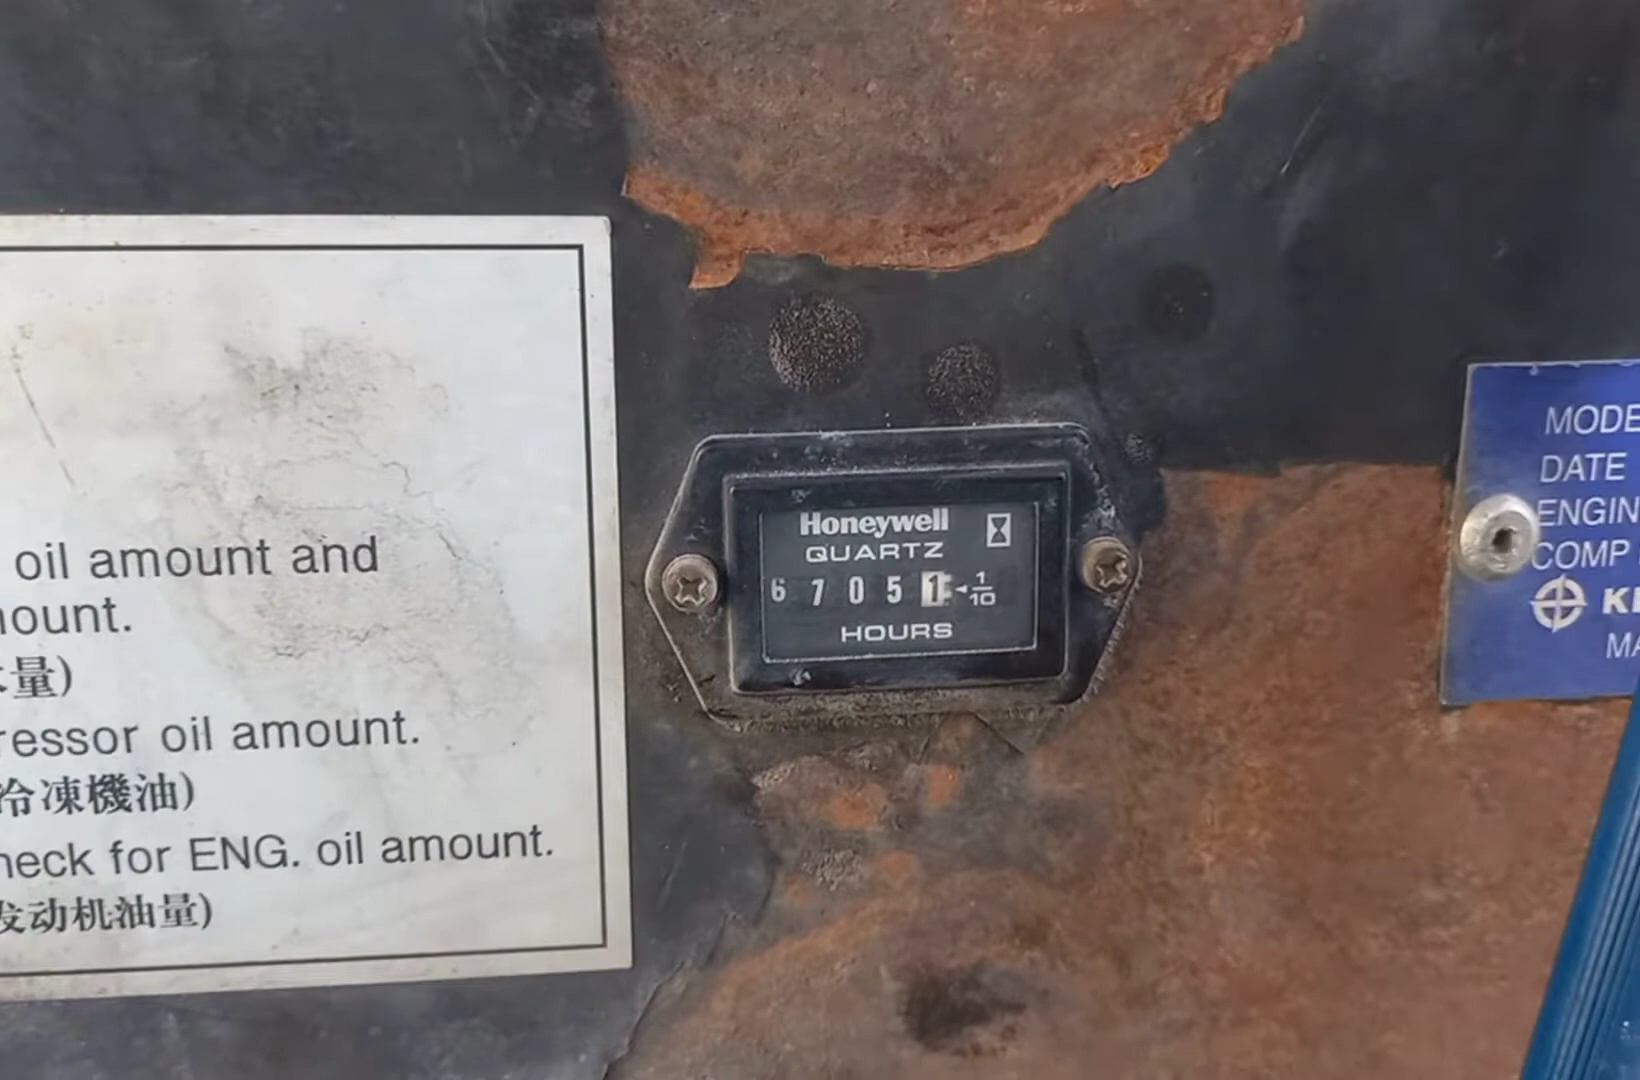 oil amount and
ount.
量)
ressor oil amount.
冷凍機油)
heck for ENG. oil amount.
发动机油量)
Honeywell
QUARTZ
6 7 0 5 1 1/10
HOURS
MODE
DATE
ENGIN
COMP
MA